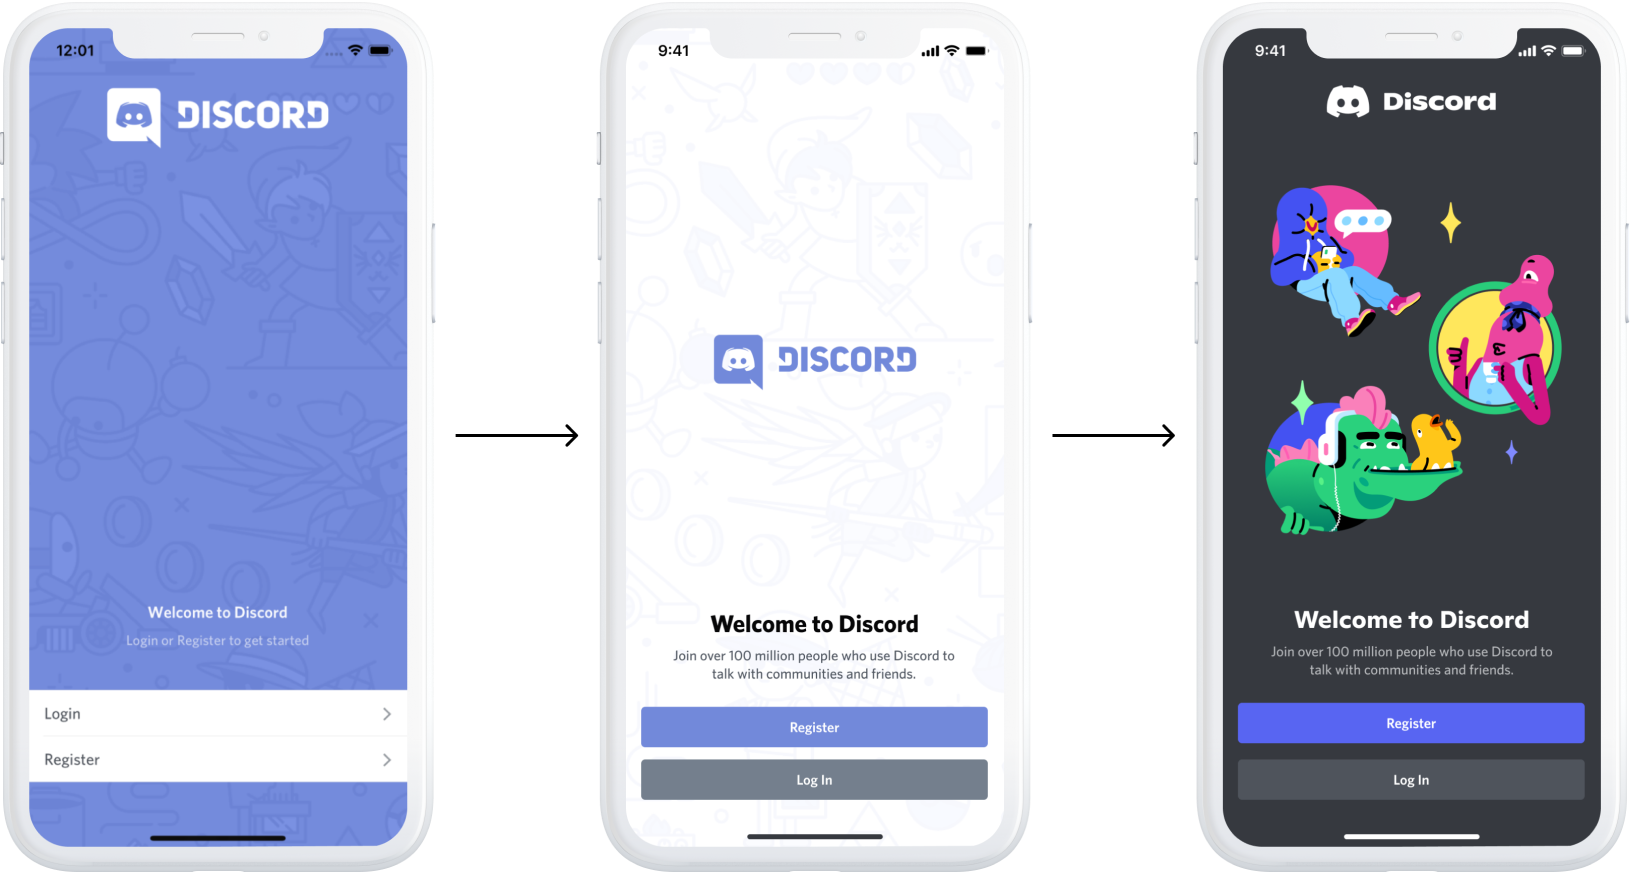 12:01
DISCORD
Welcome to Discord
Login or Register to get started
Login
Register
9:41
DISCORD
Welcome to Discord
Join over 100 million people who use Discord to
talk with communities and friends.
Register
Log In
9:41
Discord
Welcome to Discord
Join over 100 million people who use Discord to
talk with communities and friends.
Register
Log In